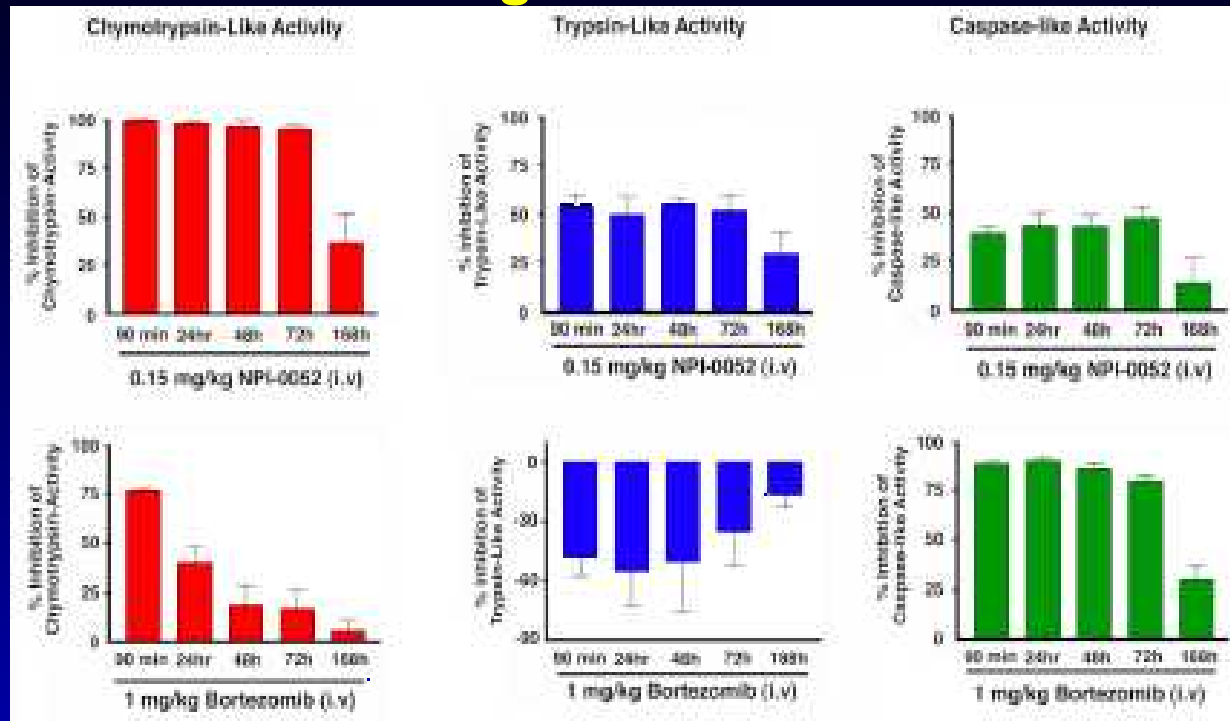 Chymotrypsin-Like Activity
Trypsin-Like Activity
Caspase-like Activity
% Inhibition of
Chymotrypsin-Activity
100
75
50
25
0
90 min 24hr 48h 72h 168h
0.15 mg/kg NPI-0052 (i.v)
% Inhibition of
Trypsin-Like Activity
100
75
50
25
0
90 min 24hr 48h 72h 168h
0.15 mg/kg NPI-0052 (i.v)
% Inhibition of
Caspase-like Activity
100
75
50
25
0
90 min 24hr 48h 72h 168h
0.15 mg/kg NPI-0052 (i.v)
% Inhibition of
Chymotrypsin-Activity
100
75
50
25
0
90 min 24hr 48h 72h 168h
1 mg/kg Bortezomib (i.v)
% Inhibition of
Trypsin-Like Activity
0
90 min 24hr 48h 72h 168h
1 mg/kg Bortezomib (i.v)
% Inhibition of
Caspase-like Activity
100
75
50
25
0
90 min 24hr 48h 72h 168h
1 mg/kg Bortezomib (i.v)